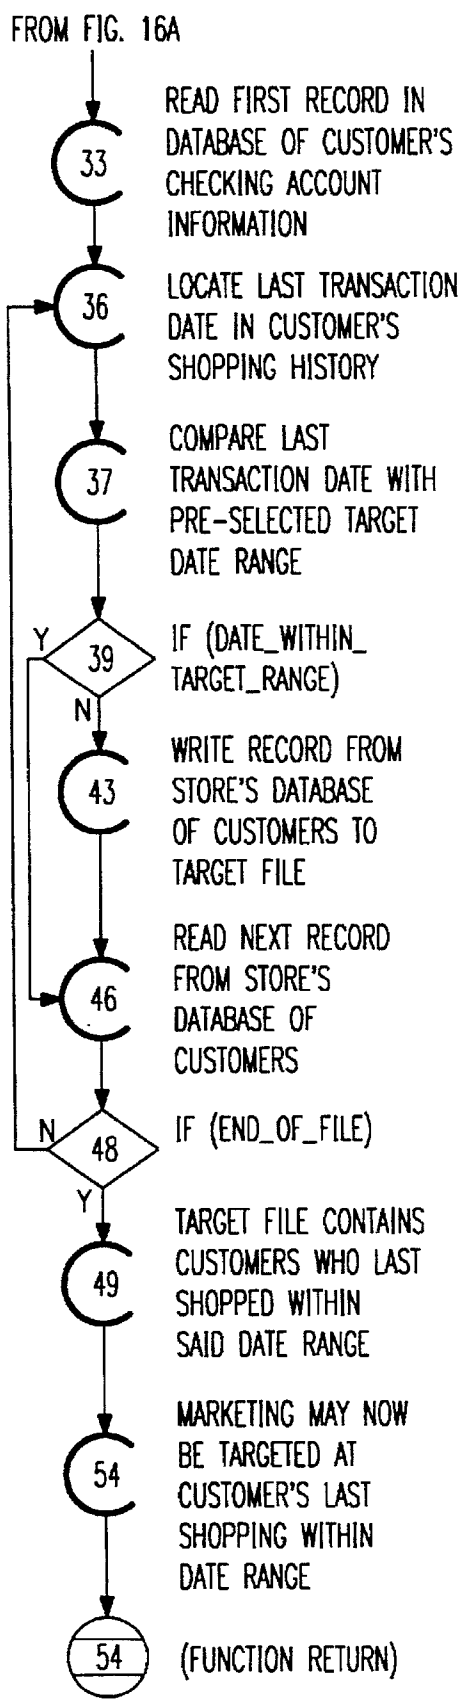 FROM FIG. 16A
READ FIRST RECORD IN
DATABASE OF CUSTOMER'S
CHECKING ACCOUNT
INFORMATION
33
LOCATE LAST TRANSACTION
DATE IN CUSTOMER'S
SHOPPING HISTORY
36
COMPARE LAST
TRANSACTION DATE WITH
PRE-SELECTED TARGET
DATE RANGE
37
IF (DATE_WITHIN_
TARGET_RANGE)
Y
39
N
WRITE RECORD FROM
STORE'S DATABASE
OF CUSTOMERS TO
TARGET FILE
43
READ NEXT RECORD
FROM STORE'S
DATABASE OF
CUSTOMERS
46
IF (END_OF_FILE)
N
48
Y
TARGET FILE CONTAINS
CUSTOMERS WHO LAST
SHOPPED WITHIN
SAID DATE RANGE
49
MARKETING MAY NOW
BE TARGETED AT
CUSTOMER'S LAST
SHOPPING WITHIN
DATE RANGE
54
54
(FUNCTION RETURN)